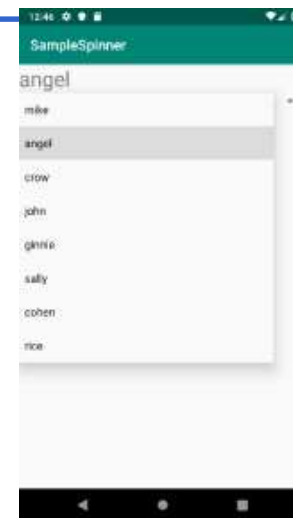 12:46
SampleSpinner
angel
mike
angel
crow
john
ginnie
sally
cohen
rice